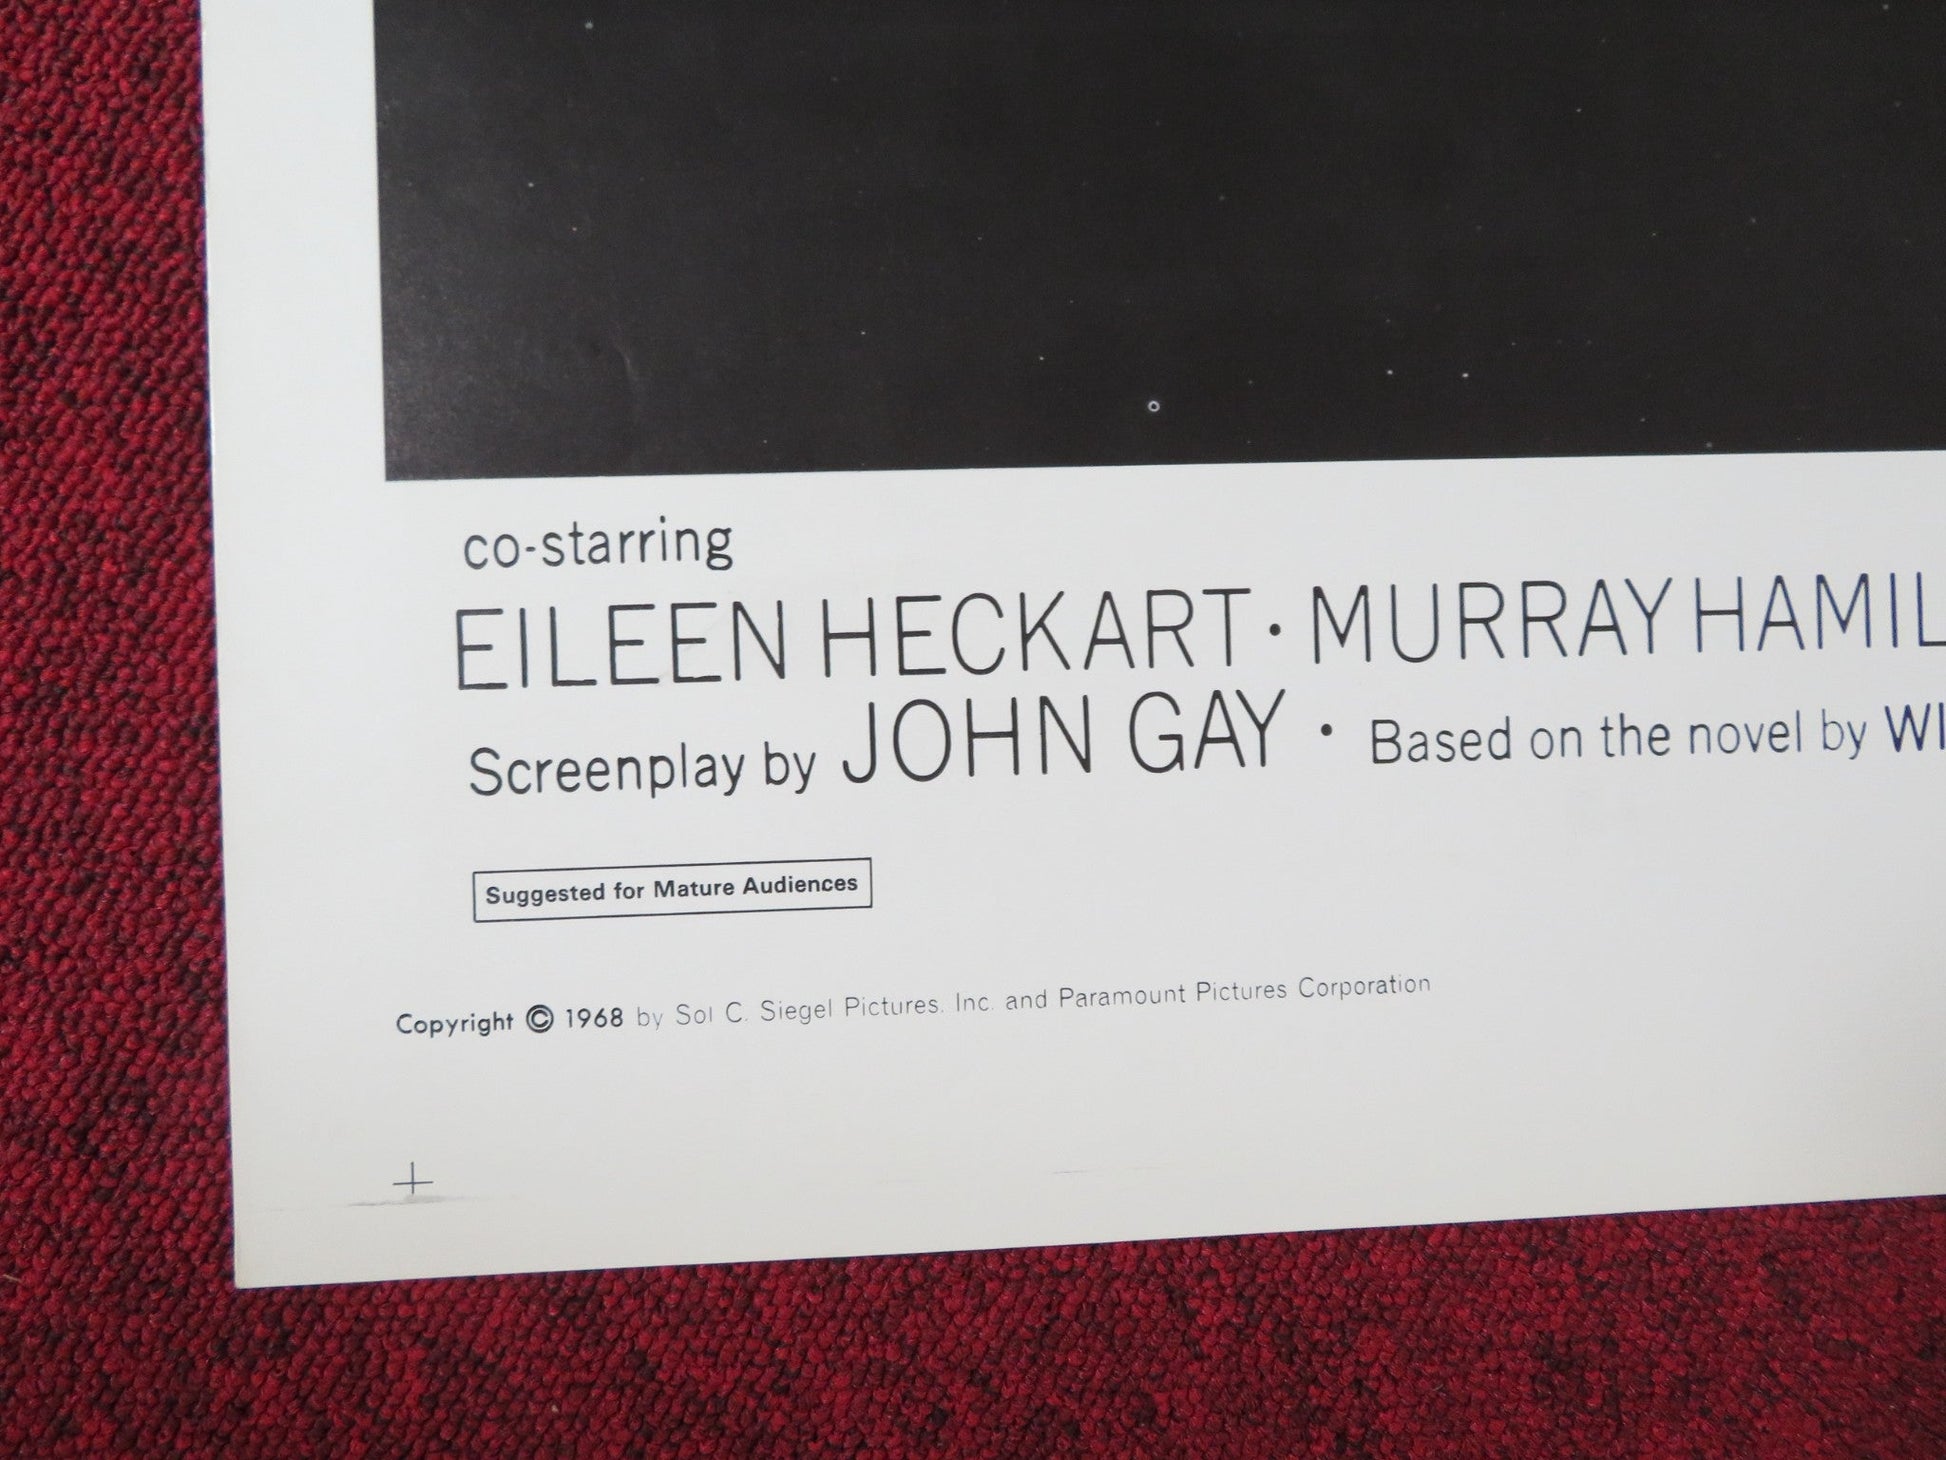 co-starring
EILEEN HECKART · MURRAY HAMIL
Screenplay by JOHN GAY · Based on the novel by WI
Suggested for Mature Audiences
Copyright © 1968 by Sol C. Siegel Pictures, Inc. and Paramount Pictures Corporation